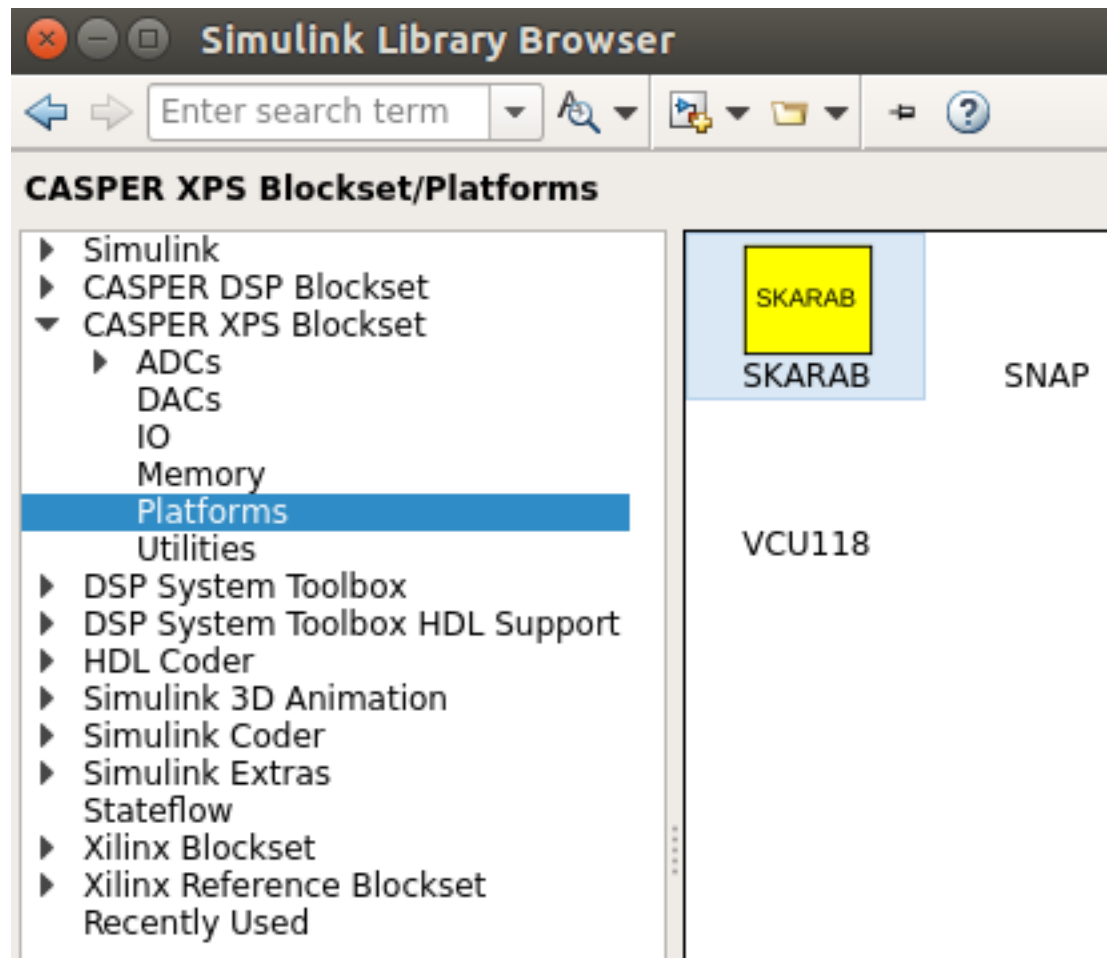 Simulink Library Browser
Enter search term
CASPER XPS Blockset/Platforms
Simulink
CASPER DSP Blockset
CASPER XPS Blockset
ADCs
DACs
IO
Memory
Platforms
Utilities
DSP System Toolbox
DSP System Toolbox HDL Support
HDL Coder
Simulink 3D Animation
Simulink Coder
Simulink Extras
Stateflow
Xilinx Blockset
Xilinx Reference Blockset
Recently Used
SKARAB
SKARAB
SNAP
VCU118